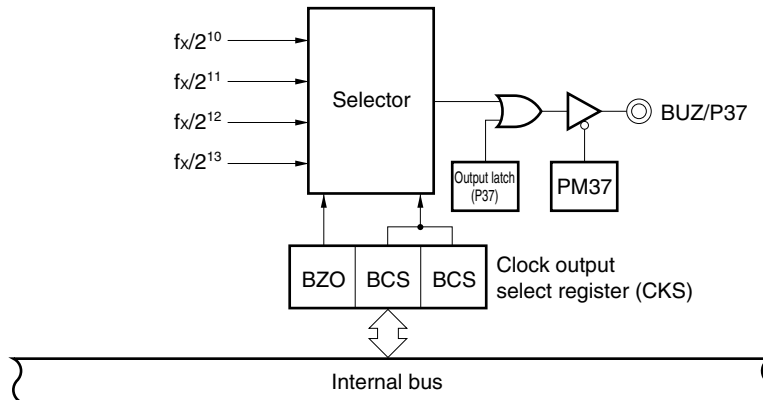 fx/2¹⁰
fx/2¹¹
fx/2¹²
fx/2¹³
Selector
BUZ/P37
Output latch
(P37)
PM37
BZO BCS BCS
Clock output
select register (CKS)
Internal bus